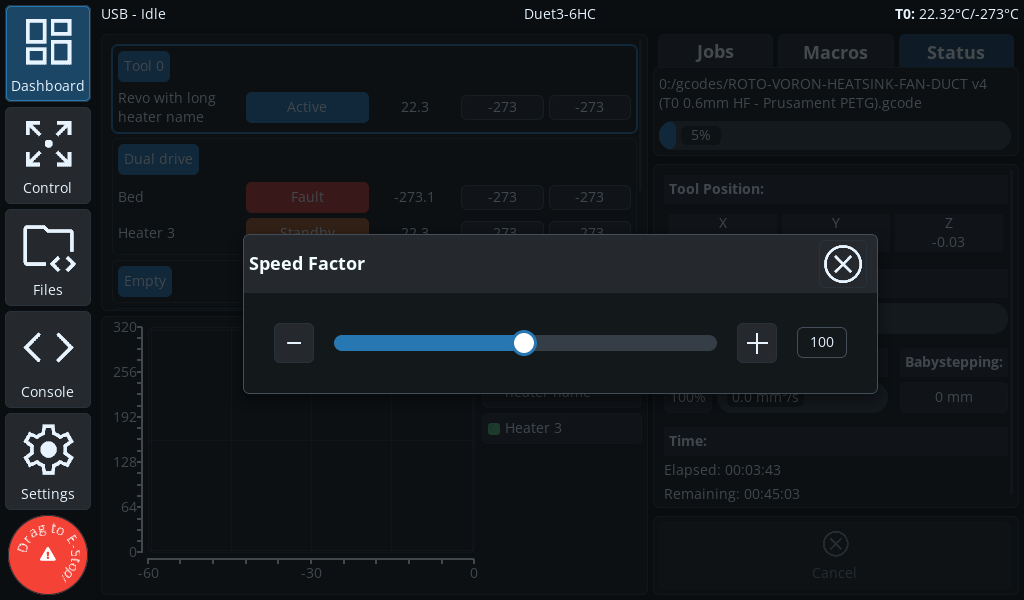 USB - Idle
Duet3-6HC
T0: 22.32°C/-273°C
Dashboard
Control
Files
Console
Settings
Drag to E-Stop!
Tool 0
Revo with long
heater name
Active
22.3
-273
-273
Dual drive
Bed
Fault
-273.1
-273
-273
Heater 3
Standby
22.3
-273
-273
Empty
Jobs
Macros
Status
0:/gcodes/ROTO-VORON-HEATSINK-FAN-DUCT v4
(T0 0.6mm HF - Prusament PETG).gcode
5%
Tool Position:
X
Y
Z
-0.03
Speed Factor
100
320
256
192
128
64
0
-60
-30
0
heater name
Heater 3
Babystepping:
100%
0.0 mm³/s
0 mm
Time:
Elapsed: 00:03:43
Remaining: 00:45:03
Cancel